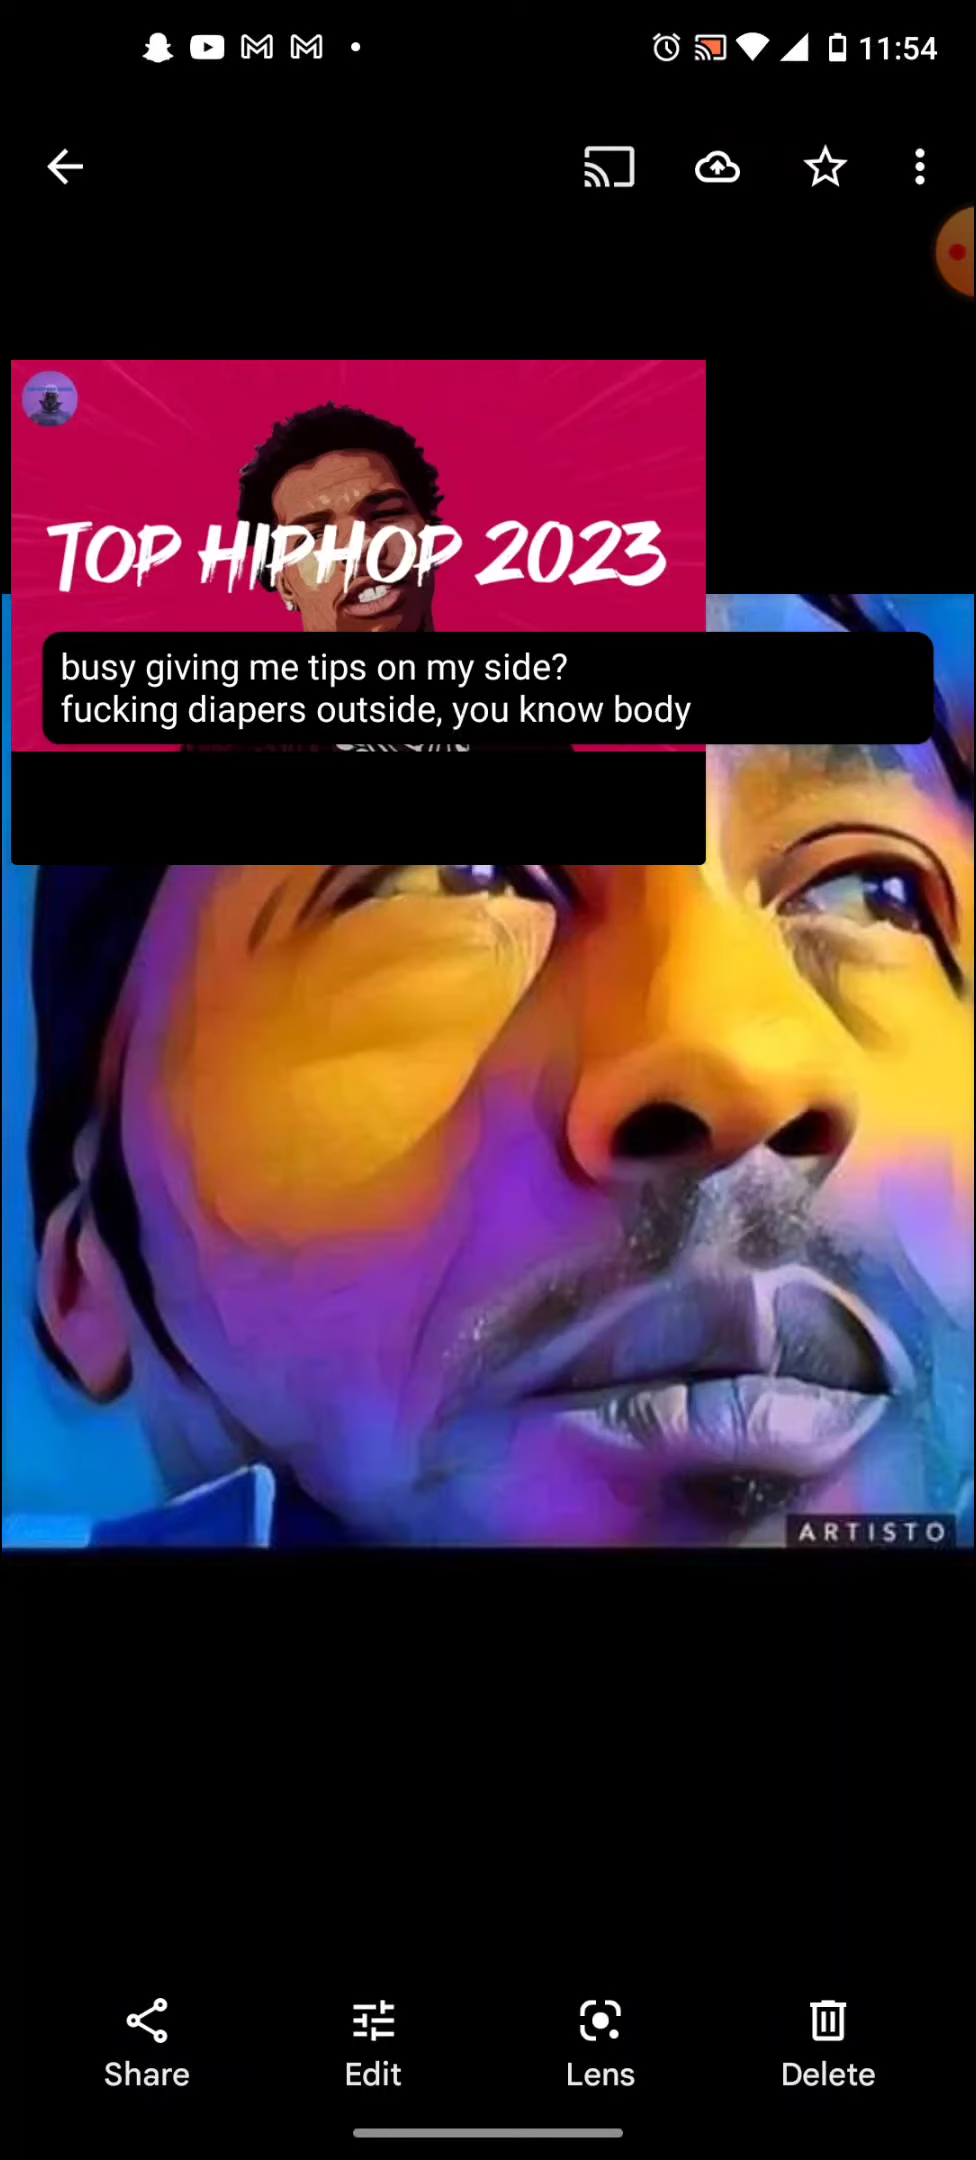 11:54
TOP HIPHOP 2023
busy giving me tips on my side?
fucking diapers outside, you know body
ARTISTO
Share
Edit
Lens
Delete